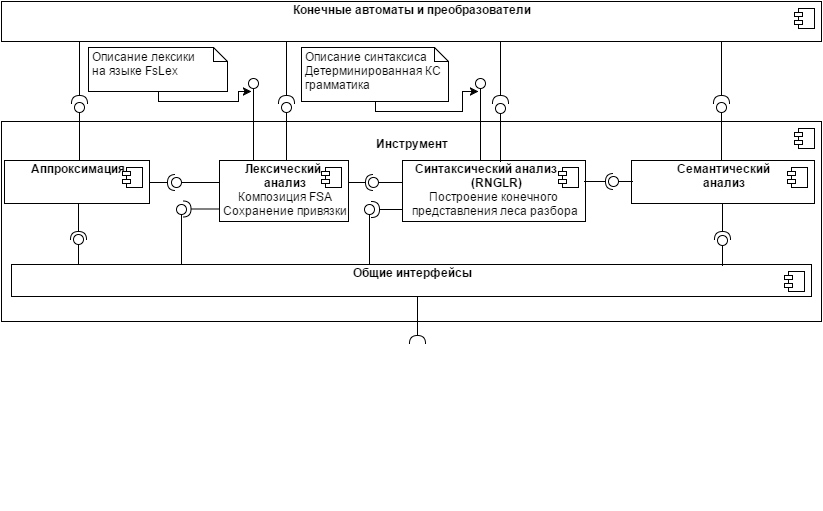 Конечные автоматы и преобразователи
Описание лексики
на языке FsLex
Описание синтаксиса
Детерминированная КС
грамматика
Инструмент
Аппроксимация
Лексический
анализ
Композиция FSA
Сохранение привязки
Синтаксический анализ
(RNGLR)
Построение конечного
представления леса разбора
Семантический
анализ
Общие интерфейсы